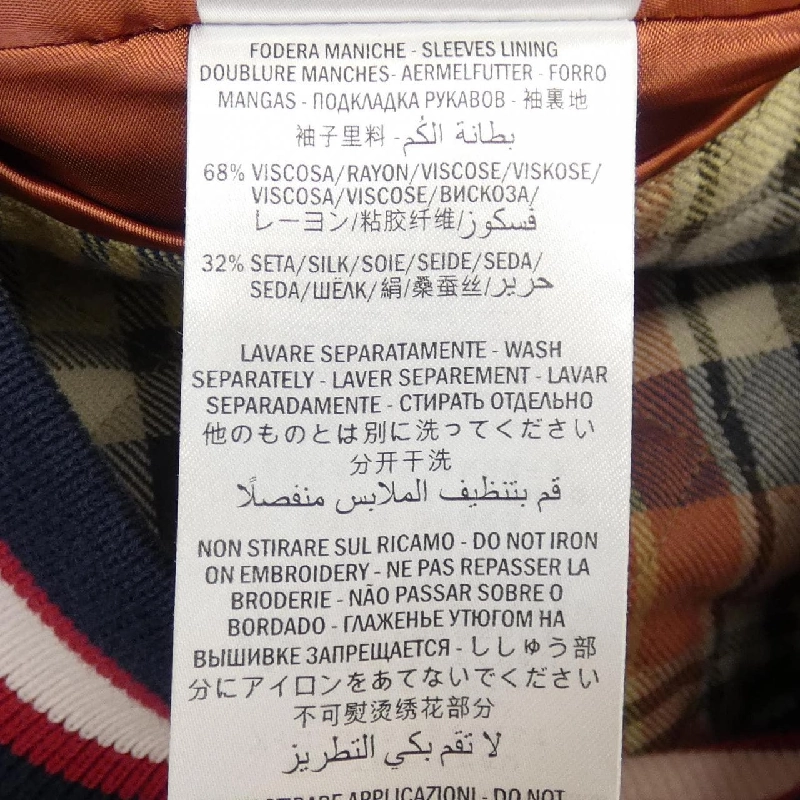 FODERA MANICHE - SLEEVES LINING
DOUBLURE MANCHES- AERMELFUTTER - FORRO
MANGAS - ПОДКЛАДКА РУКАВОВ - 袖裏地
袖子里料 - بطانة الكُم
68% VISCOSA/RAYON/VISCOSE/VISKOSE/
VISCOSA/VISCOSE/ВИСКОЗА/
レーヨン/粘胶纤维/فسكوز
32% SETA/SILK/SOIE/SEIDE/SEDA/
SEDA/ШЁЛК/絹/桑蚕丝/حرير
LAVARE SEPARATAMENTE - WASH
SEPARATELY - LAVER SEPAREMENT - LAVAR
SEPARADAMENTE - СТИРАТЬ ОТДЕЛЬНО
他のものとは別に洗ってください
分开干洗
قم بتنظيف الملابس منفصلًا
NON STIRARE SUL RICAMO - DO NOT IRON
ON EMBROIDERY - NE PAS REPASSER LA
BRODERIE - NÃO PASSAR SOBRE O
BORDADO - ГЛАЖЕНЬЕ УТЮГОМ НА
ВЫШИВКЕ ЗАПРЕЩАЕТСЯ - ししゅう部
分にアイロンをあてないでください
不可熨烫绣花部分
لا تقم بكي التطريز
STIRARE APPLICAZIONI - DO NOT